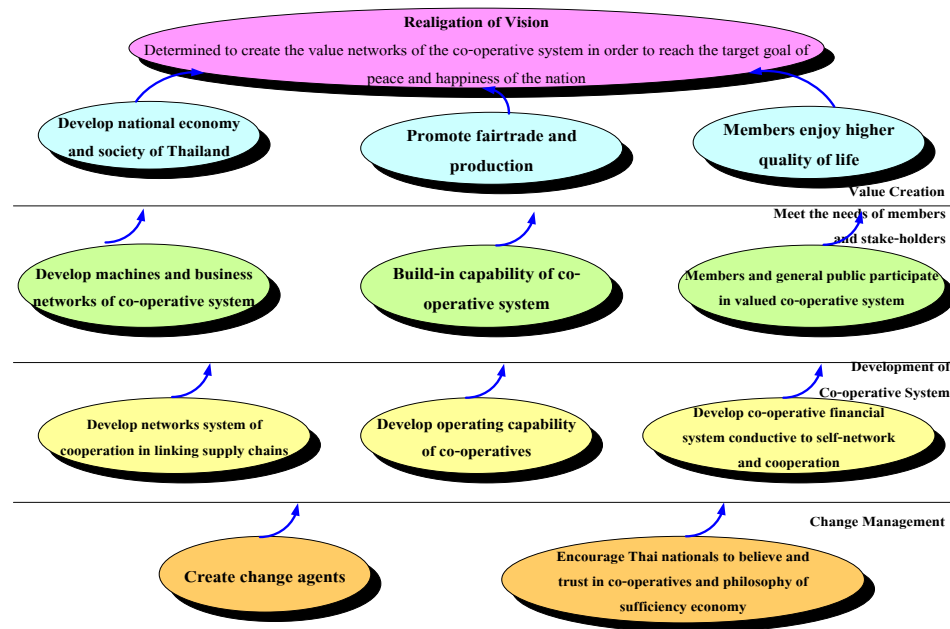 Realigation of Vision
Determined to create the value networks of the co-operative system in order to reach the target goal of
peace and happiness of the nation
Develop national economy
and society of Thailand
Promote fairtrade and
production
Members enjoy higher
quality of life
Value Creation
Meet the needs of members
and stake-holders
Develop machines and business
networks of co-operative system
Build-in capability of co-
operative system
Members and general public participate
in valued co-operative system
Development of
Co-operative System
Develop networks system of
cooperation in linking supply chains
Develop operating capability
of co-operatives
Develop co-operative financial
system conductive to self-network
and cooperation
Change Management
Create change agents
Encourage Thai nationals to believe and
trust in co-operatives and philosophy of
sufficiency economy